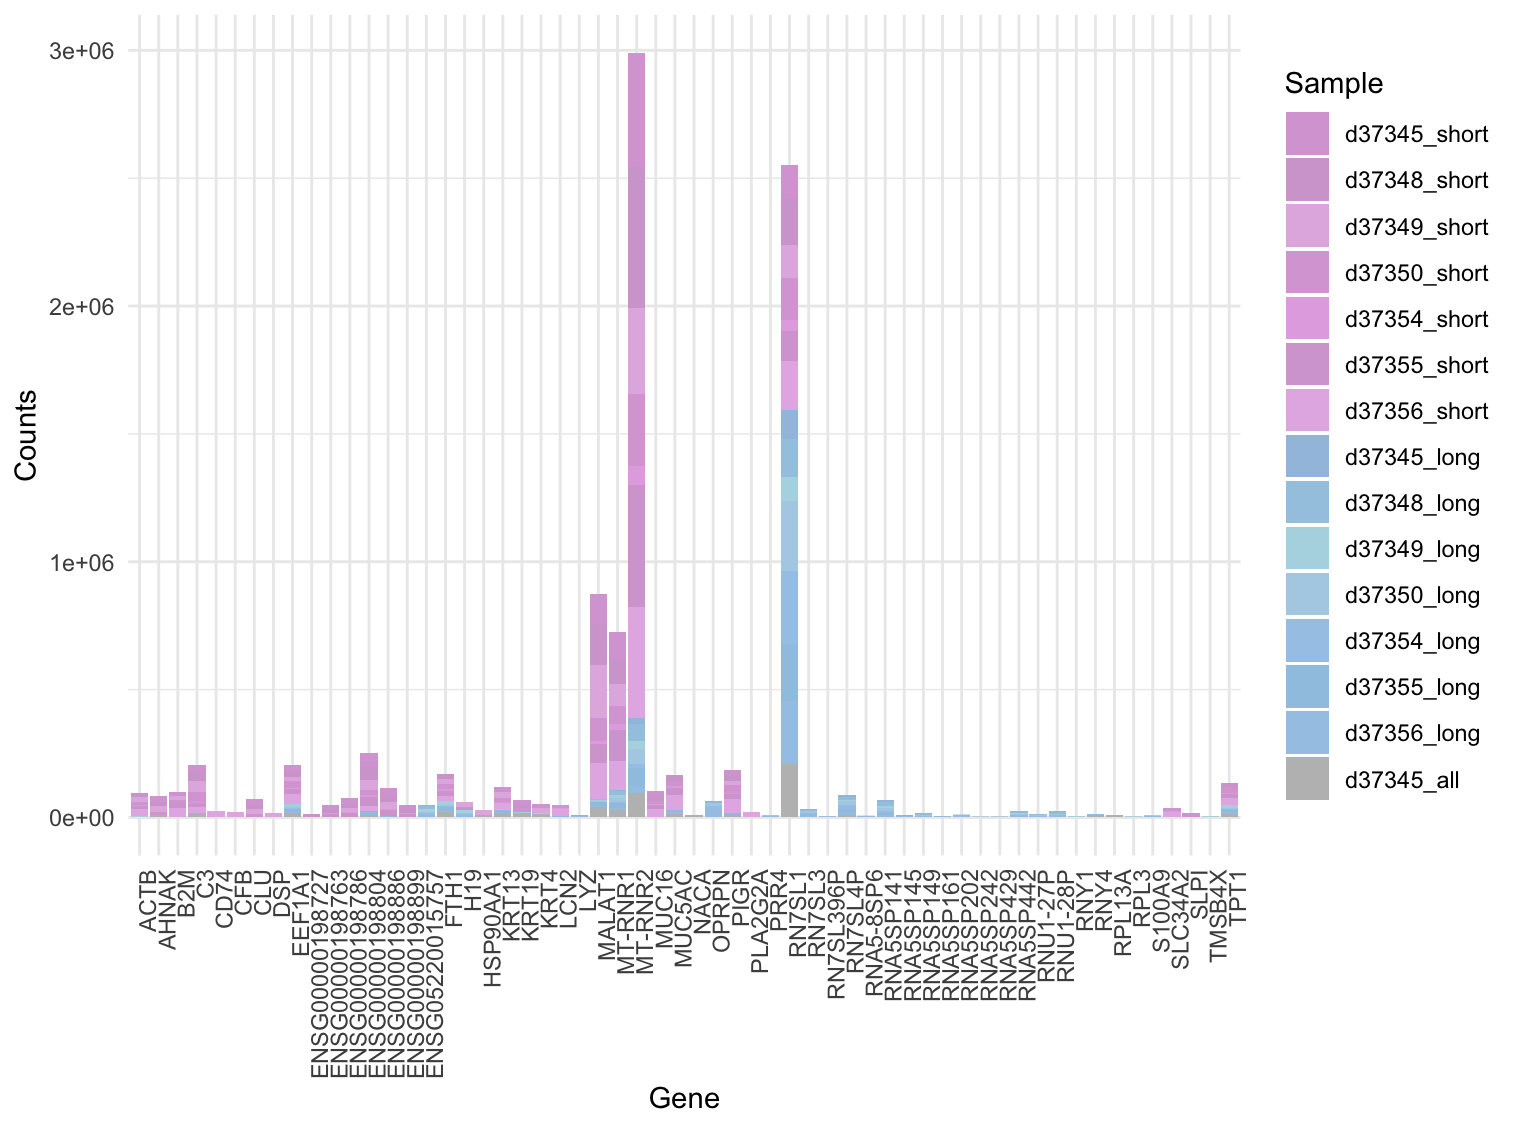 3e+06
2e+06
1e+06
0e+00
Counts
ACTB
AHNAK
B2M
C3
CD74
CFB
CLU
DSP
EEF1A1
ENSG00000198727
ENSG00000198763
ENSG00000198786
ENSG00000198804
ENSG00000198886
ENSG00000198899
ENSG05220015757
FTH1
H19
HSP90AA1
KRT13
KRT19
KRT4
LCN2
LYZ
MALAT1
MT-RNR1
MT-RNR2
MUC16
MUC5AC
NACA
OPRPN
PIGR
PLA2G2A
PRR4
RN7SL1
RN7SL3
RN7SL396P
RN7SL4P
RNA5-8SP6
RNA5SP141
RNA5SP145
RNA5SP149
RNA5SP161
RNA5SP202
RNA5SP242
RNA5SP429
RNA5SP442
RNU1-27P
RNU1-28P
RNY1
RNY4
RPL13A
RPL3
S100A9
SLC34A2
SLPI
TMSB4X
TPT1
Gene
Sample
d37345_short
d37348_short
d37349_short
d37350_short
d37354_short
d37355_short
d37356_short
d37345_long
d37348_long
d37349_long
d37350_long
d37354_long
d37355_long
d37356_long
d37345_all